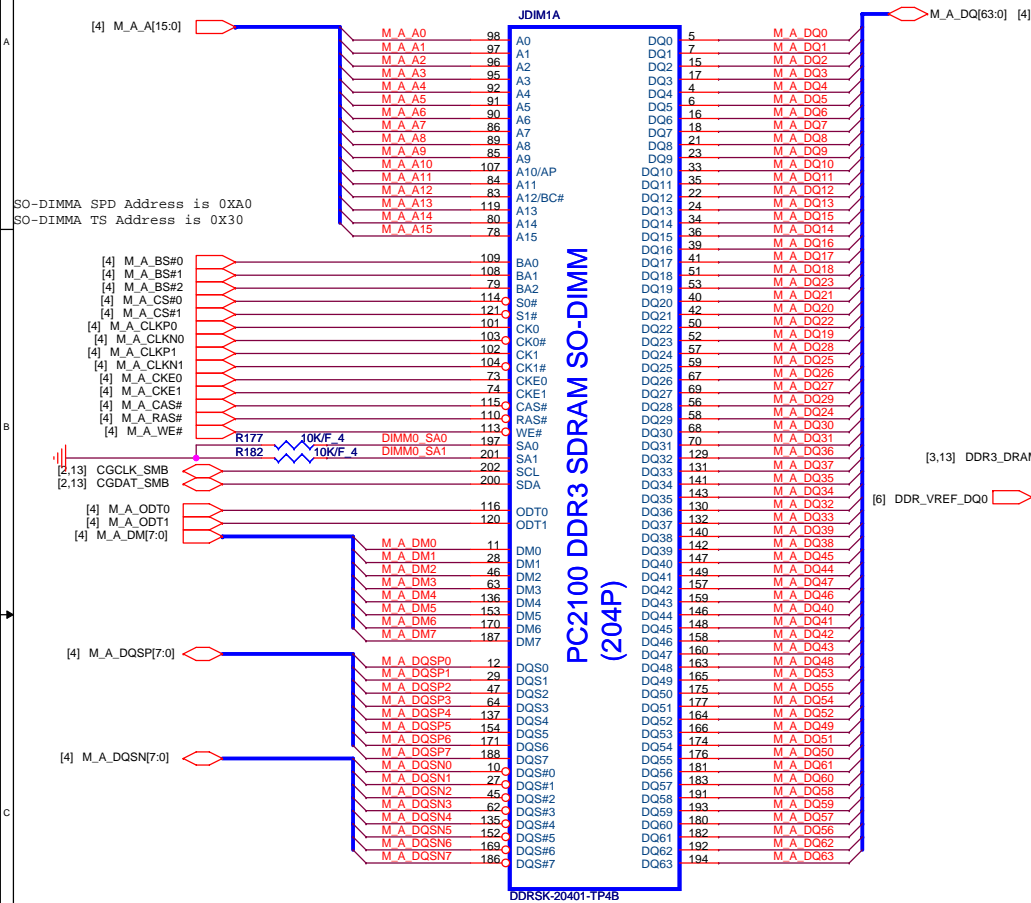 JDIM1A
[4] M_A_A[15:0]
M_A_DQ[63:0] [4]
A
M_A_A0 98 A0
M_A_A1 97 A1
M_A_A2 96 A2
M_A_A3 95 A3
M_A_A4 92 A4
M_A_A5 91 A5
M_A_A6 90 A6
M_A_A7 86 A7
M_A_A8 89 A8
M_A_A9 85 A9
M_A_A10 107 A10/AP
M_A_A11 84 A11
M_A_A12 83 A12/BC#
M_A_A13 119 A13
M_A_A14 80 A14
M_A_A15 78 A15
SO-DIMMA SPD Address is 0XA0
SO-DIMMA TS Address is 0X30
[4] M_A_BS#0 109 BA0
[4] M_A_BS#1 108 BA1
[4] M_A_BS#2 79 BA2
[4] M_A_CS#0 114 S0#
[4] M_A_CS#1 121 S1#
[4] M_A_CLKP0 101 CK0
[4] M_A_CLKN0 103 CK0#
[4] M_A_CLKP1 102 CK1
[4] M_A_CLKN1 104 CK1#
[4] M_A_CKE0 73 CKE0
[4] M_A_CKE1 74 CKE1
[4] M_A_CAS# 115 CAS#
[4] M_A_RAS# 110 RAS#
[4] M_A_WE# 113 WE#
B
R177 10K/F_4 DIMM0_SA0 197 SA0
R182 10K/F_4 DIMM0_SA1 201 SA1
[2,13] CGCLK_SMB 202 SCL
[2,13] CGDAT_SMB 200 SDA
[4] M_A_ODT0 116 ODT0
[4] M_A_ODT1 120 ODT1
[4] M_A_DM[7:0]
M_A_DM0 11 DM0
M_A_DM1 28 DM1
M_A_DM2 46 DM2
M_A_DM3 63 DM3
M_A_DM4 136 DM4
M_A_DM5 153 DM5
M_A_DM6 170 DM6
M_A_DM7 187 DM7
[4] M_A_DQSP[7:0]
M_A_DQSP0 12 DQS0
M_A_DQSP1 29 DQS1
M_A_DQSP2 47 DQS2
M_A_DQSP3 64 DQS3
M_A_DQSP4 137 DQS4
M_A_DQSP5 154 DQS5
M_A_DQSP6 171 DQS6
M_A_DQSP7 188 DQS7
[4] M_A_DQSN[7:0]
M_A_DQSN0 10 DQS#0
M_A_DQSN1 27 DQS#1
M_A_DQSN2 45 DQS#2
M_A_DQSN3 62 DQS#3
M_A_DQSN4 135 DQS#4
M_A_DQSN5 152 DQS#5
M_A_DQSN6 169 DQS#6
M_A_DQSN7 186 DQS#7
C
PC2100 DDR3 SDRAM SO-DIMM
(204P)
DQ0 5 M_A_DQ0
DQ1 7 M_A_DQ1
DQ2 15 M_A_DQ2
DQ3 17 M_A_DQ3
DQ4 4 M_A_DQ4
DQ5 6 M_A_DQ5
DQ6 16 M_A_DQ6
DQ7 18 M_A_DQ7
DQ8 21 M_A_DQ8
DQ9 23 M_A_DQ9
DQ10 33 M_A_DQ10
DQ11 35 M_A_DQ11
DQ12 22 M_A_DQ12
DQ13 24 M_A_DQ13
DQ14 34 M_A_DQ15
DQ15 36 M_A_DQ14
DQ16 39 M_A_DQ16
DQ17 41 M_A_DQ17
DQ18 51 M_A_DQ18
DQ19 53 M_A_DQ23
DQ20 40 M_A_DQ21
DQ21 42 M_A_DQ20
DQ22 50 M_A_DQ22
DQ23 52 M_A_DQ19
DQ24 57 M_A_DQ28
DQ25 59 M_A_DQ25
DQ26 67 M_A_DQ26
DQ27 69 M_A_DQ27
DQ28 56 M_A_DQ29
DQ29 58 M_A_DQ24
DQ30 68 M_A_DQ30
DQ31 70 M_A_DQ31
DQ32 129 M_A_DQ36
DQ33 131 M_A_DQ37
DQ34 141 M_A_DQ35
DQ35 143 M_A_DQ34
DQ36 130 M_A_DQ32
DQ37 132 M_A_DQ33
DQ38 140 M_A_DQ39
DQ39 142 M_A_DQ38
DQ40 147 M_A_DQ45
DQ41 149 M_A_DQ44
DQ42 157 M_A_DQ47
DQ43 159 M_A_DQ46
DQ44 146 M_A_DQ40
DQ45 148 M_A_DQ41
DQ46 158 M_A_DQ42
DQ47 160 M_A_DQ43
DQ48 163 M_A_DQ48
DQ49 165 M_A_DQ53
DQ50 175 M_A_DQ55
DQ51 177 M_A_DQ54
DQ52 164 M_A_DQ52
DQ53 166 M_A_DQ49
DQ54 174 M_A_DQ51
DQ55 176 M_A_DQ50
DQ56 181 M_A_DQ61
DQ57 183 M_A_DQ60
DQ58 191 M_A_DQ58
DQ59 193 M_A_DQ59
DQ60 180 M_A_DQ57
DQ61 182 M_A_DQ56
DQ62 192 M_A_DQ62
DQ63 194 M_A_DQ63
[3,13] DDR3_DRAM
[6] DDR_VREF_DQ0
DDRSK-20401-TP4B